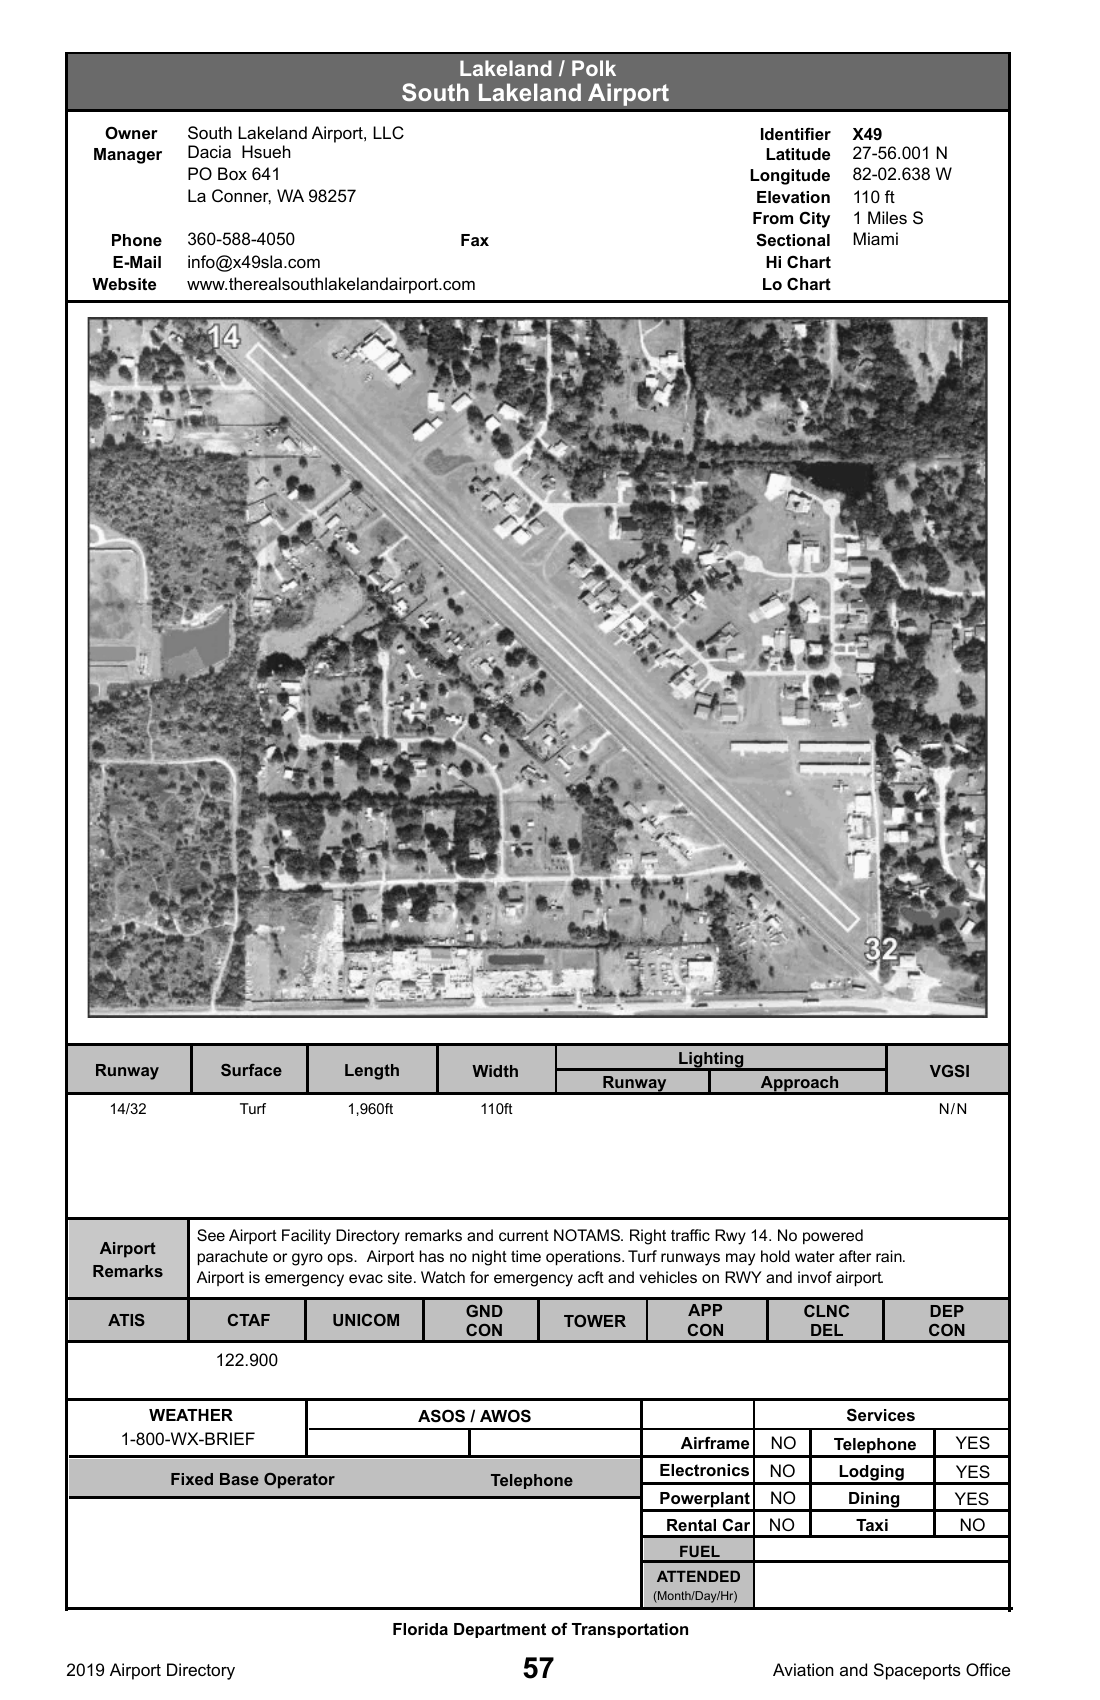 Lakeland / Polk
South Lakeland Airport
Owner South Lakeland Airport, LLC
Manager Dacia Hsueh
PO Box 641
La Conner, WA 98257
Phone 360-588-4050 Fax
E-Mail info@x49sla.com
Website www.therealsouthlakelandairport.com
Identifier X49
Latitude 27-56.001 N
Longitude 82-02.638 W
Elevation 110 ft
From City 1 Miles S
Sectional Miami
Hi Chart
Lo Chart
14
32
Runway Surface Length Width Lighting VGSI
Runway Approach
14/32 Turf 1,960ft 110ft N/N
Airport Remarks
See Airport Facility Directory remarks and current NOTAMS. Right traffic Rwy 14. No powered
parachute or gyro ops. Airport has no night time operations. Turf runways may hold water after rain.
Airport is emergency evac site. Watch for emergency acft and vehicles on RWY and invof airport.
ATIS CTAF UNICOM GND CON TOWER APP CON CLNC DEL DEP CON
122.900
WEATHER ASOS / AWOS Services
1-800-WX-BRIEF
Fixed Base Operator Telephone
Airframe NO Telephone YES
Electronics NO Lodging YES
Powerplant NO Dining YES
Rental Car NO Taxi NO
FUEL
ATTENDED
(Month/Day/Hr)
Florida Department of Transportation
2019 Airport Directory 57 Aviation and Spaceports Office